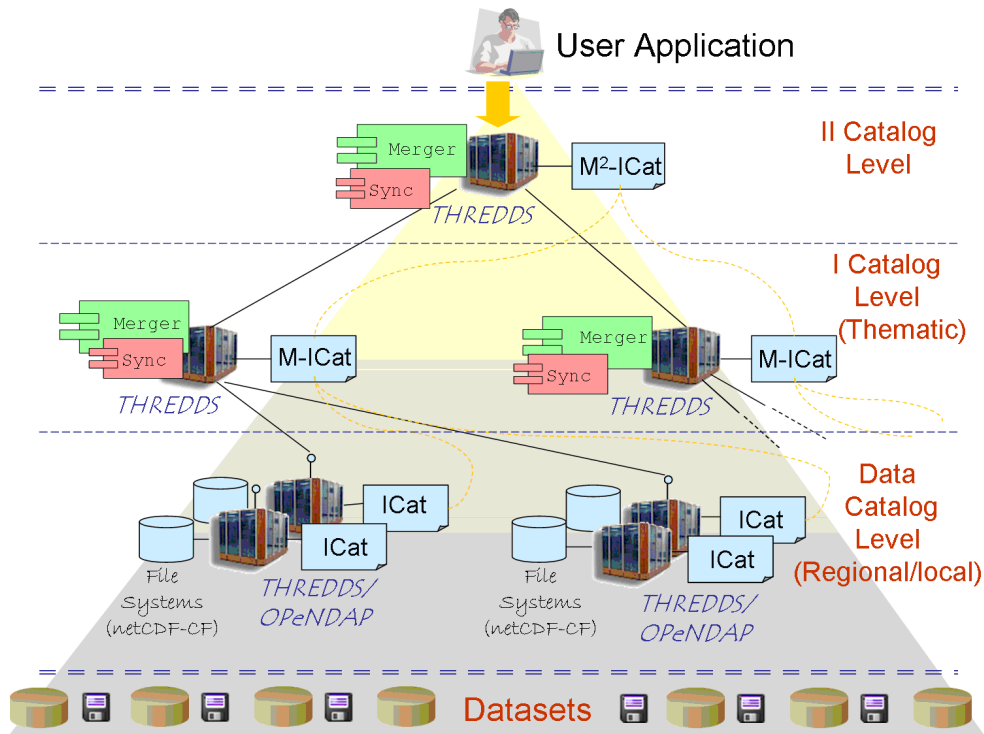 User Application
II Catalog
Level
Merger
Sync
M²-ICat
THREDDS
I Catalog
Level
(Thematic)
Merger
Sync
M-ICat
THREDDS
Merger
Sync
M-ICat
THREDDS
Data
Catalog
Level
(Regional/local)
ICat
ICat
File
Systems
(netCDF-CF)
THREDDS/
OPeNDAP
ICat
ICat
File
Systems
(netCDF-CF)
THREDDS/
OPeNDAP
Datasets